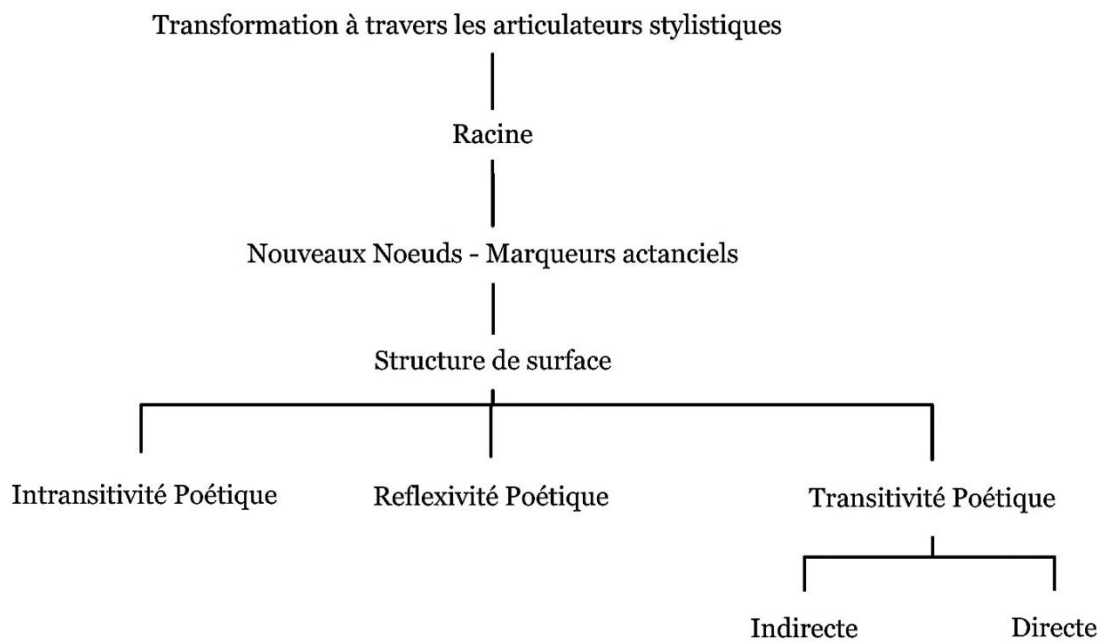 Transformation à travers les articulateurs stylistiques
Racine
Nouveaux Noeuds - Marqueurs actanciels
Structure de surface
Intransitivité Poétique
Reflexivité Poétique
Transitivité Poétique
Indirecte
Directe